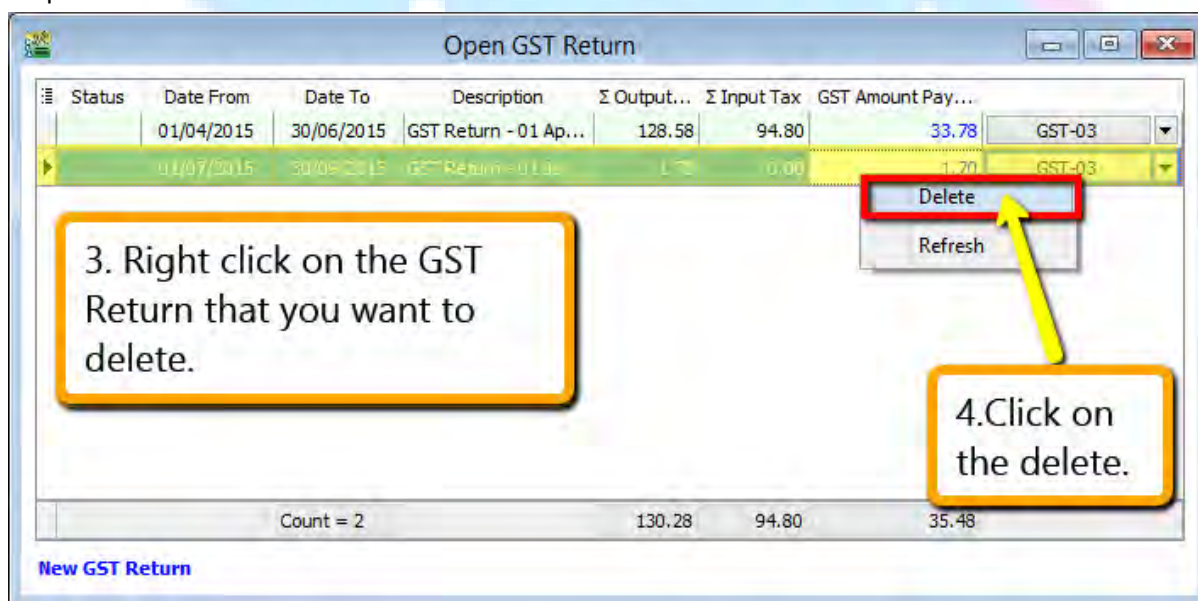 Open GST Return
Status Date From Date To Description Σ Output... Σ Input Tax GST Amount Pay...
01/04/2015 30/06/2015 GST Return - 01 Ap... 128.58 94.80 33.78 GST-03
01/07/2015 GST Return - 01 0.00 1.70 GST-03
Delete
Refresh
3. Right click on the GST
Return that you want to
delete.
4.Click on
the delete.
Count = 2 130.28 94.80 35.48
New GST Return